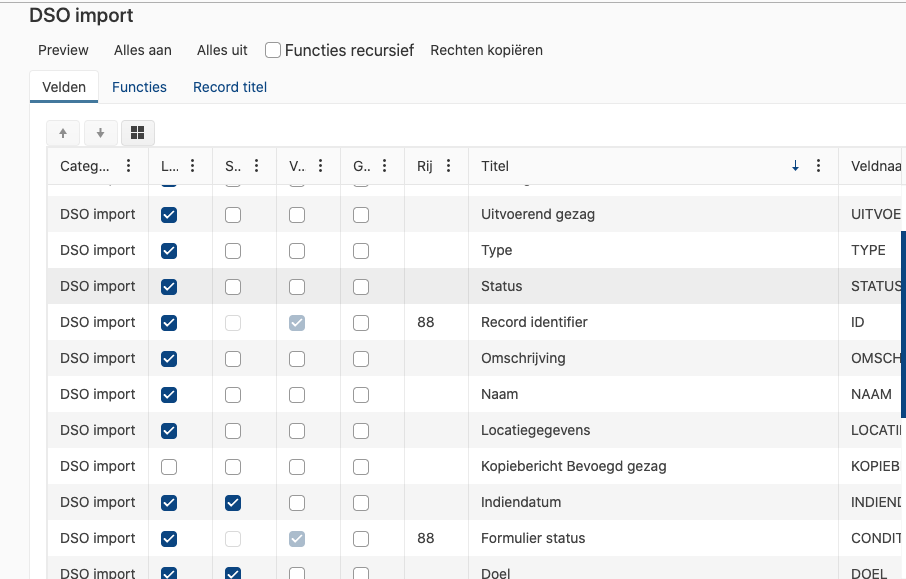 DSO import
Preview Alles aan Alles uit Functies recursief Rechten kopiëren
Velden Functies Record titel
Categ... L... S.. V.. G.. Rij Titel Veldnaa
DSO import Uitvoerend gezag UITVOE
DSO import Type TYPE
DSO import Status STATUS
DSO import 88 Record identifier ID
DSO import Omschrijving OMSCH
DSO import Naam NAAM
DSO import Locatiegegevens LOCATI
DSO import Kopiebericht Bevoegd gezag KOPIEB
DSO import Indiendatum INDIEND
DSO import 88 Formulier status CONDIT
DSO import Doel DOEL